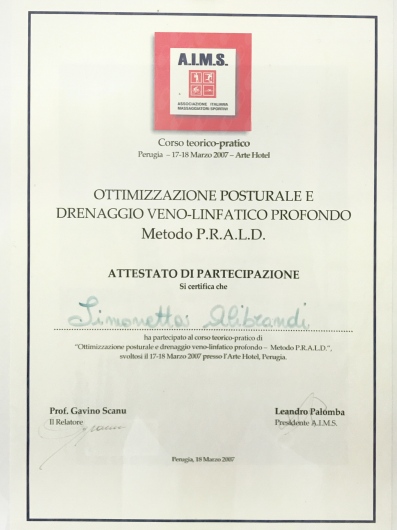 A.I.M.S.
ASSOCIAZIONE ITALIANA
MASSAGGIATORI SPORTIVI
Corso teorico-pratico
Perugia – 17-18 Marzo 2007 – Arte Hotel
OTTIMIZZAZIONE POSTURALE E
DRENAGGIO VENO-LINFATICO PROFONDO
Metodo P.R.A.L.D.
ATTESTATO DI PARTECIPAZIONE
Si certifica che
Simonetta Alibrandi
ha partecipato al corso teorico-pratico di
"Ottimizzazione posturale e drenaggio veno-linfatico profondo – Metodo P.R.A.L.D.",
svoltosi il 17-18 Marzo 2007 presso l'Arte Hotel, Perugia.
Prof. Gavino Scanu
Il Relatore
Leandro Palomba
Presidente A.I.M.S.
Perugia, 18 Marzo 2007